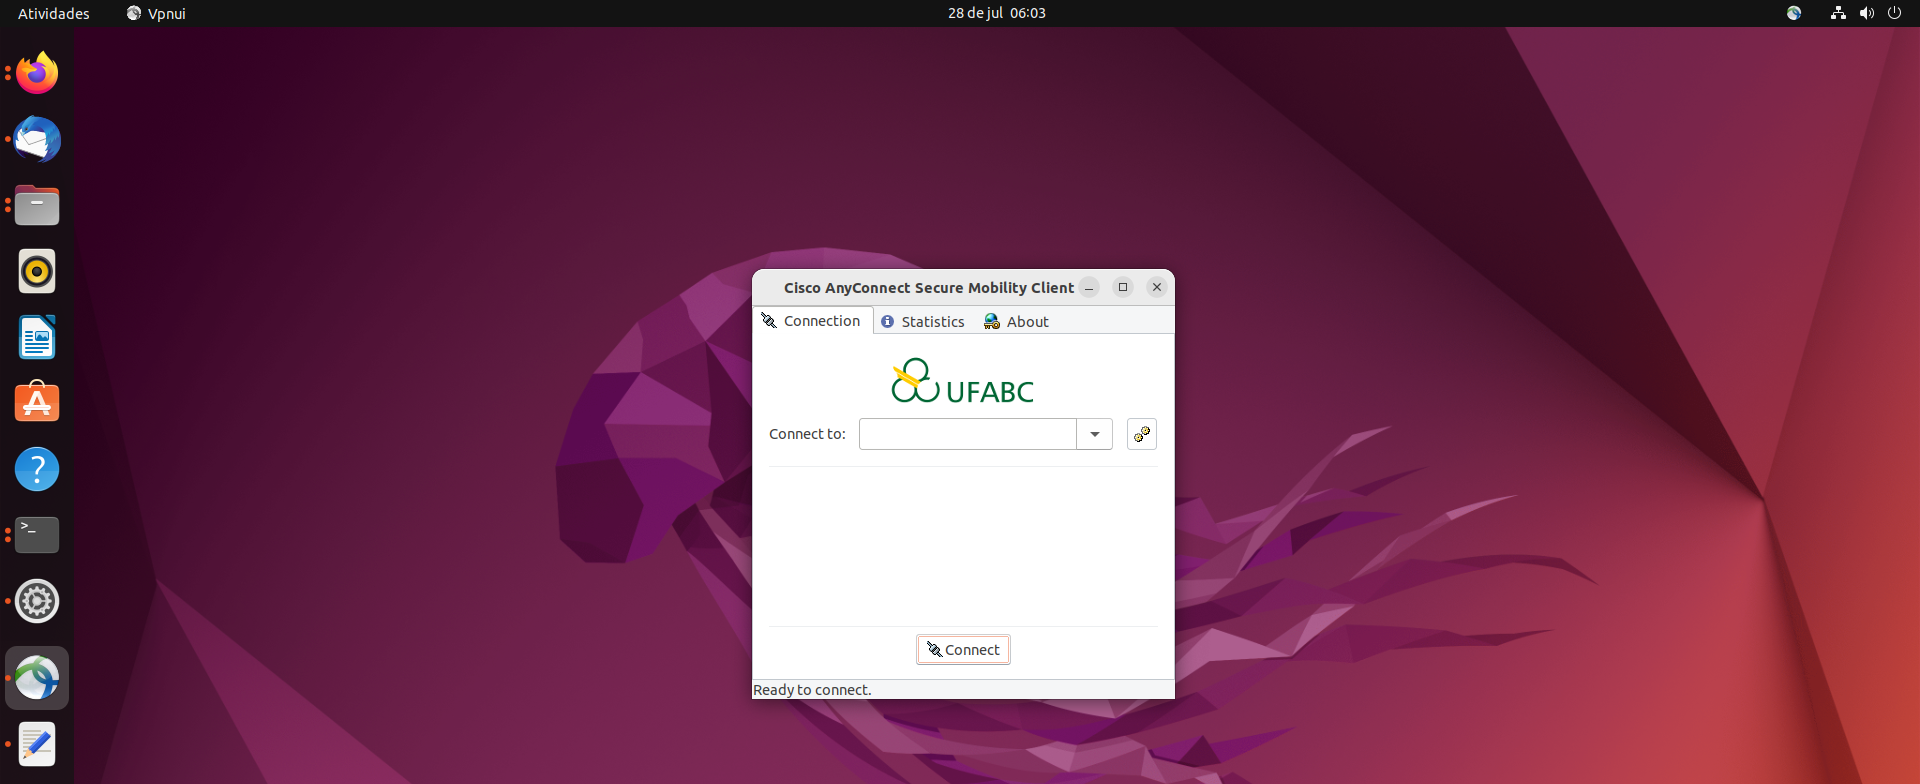 Atividades Vpnui 28 de jul 06:03
Cisco AnyConnect Secure Mobility Client
Connection Statistics About
UFABC
Connect to:
Connect
Ready to connect.